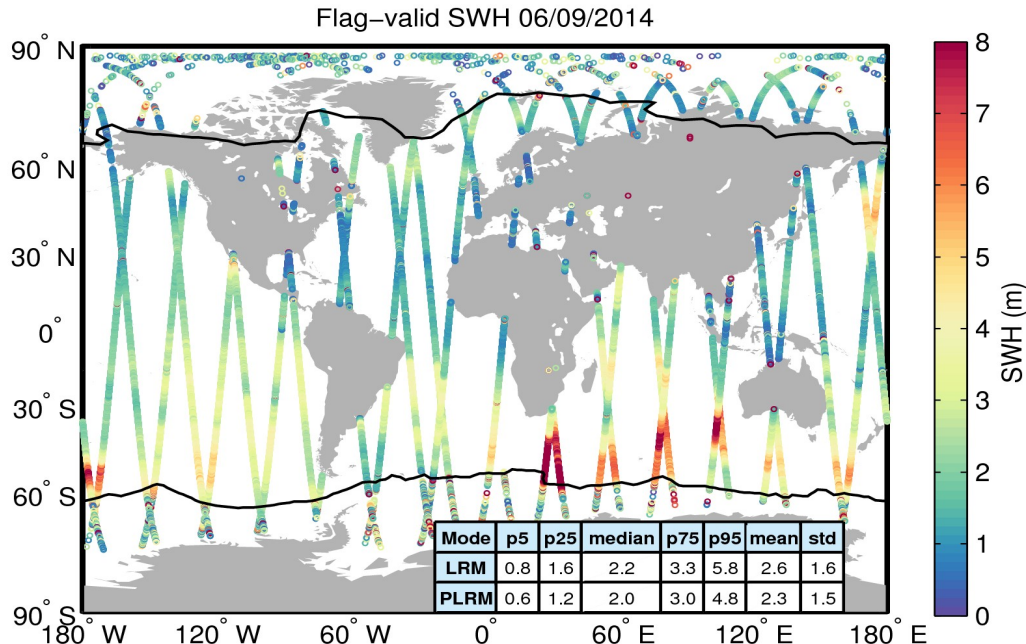 Flag-valid SWH 06/09/2014
90° N
60° N
30° N
0°
30° S
60° S
90° S
180° W
120° W
60° W
0°
60° E
120° E
180° E
Mode p5 p25 median p75 p95 mean std
LRM 0.8 1.6 2.2 3.3 5.8 2.6 1.6
PLRM 0.6 1.2 2.0 3.0 4.8 2.3 1.5
8
7
6
5
4
3
2
1
0
SWH (m)